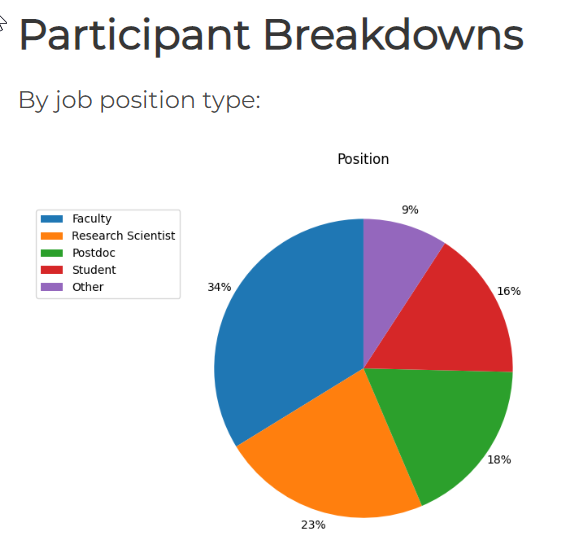 Participant Breakdowns
By job position type:
Position
Faculty
Research Scientist
Postdoc
Student
Other
9%
34%
16%
18%
23%